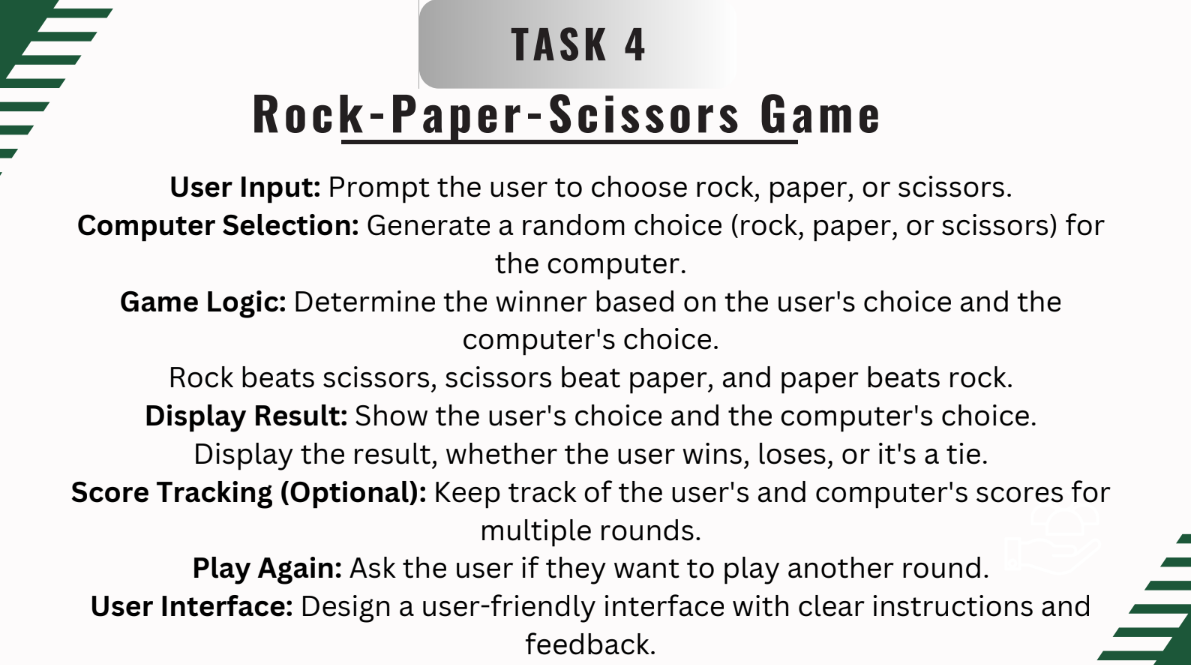 TASK 4
Rock-Paper-Scissors Game
User Input: Prompt the user to choose rock, paper, or scissors.
Computer Selection: Generate a random choice (rock, paper, or scissors) for
the computer.
Game Logic: Determine the winner based on the user's choice and the
computer's choice.
Rock beats scissors, scissors beat paper, and paper beats rock.
Display Result: Show the user's choice and the computer's choice.
Display the result, whether the user wins, loses, or it's a tie.
Score Tracking (Optional): Keep track of the user's and computer's scores for
multiple rounds.
Play Again: Ask the user if they want to play another round.
User Interface: Design a user-friendly interface with clear instructions and
feedback.